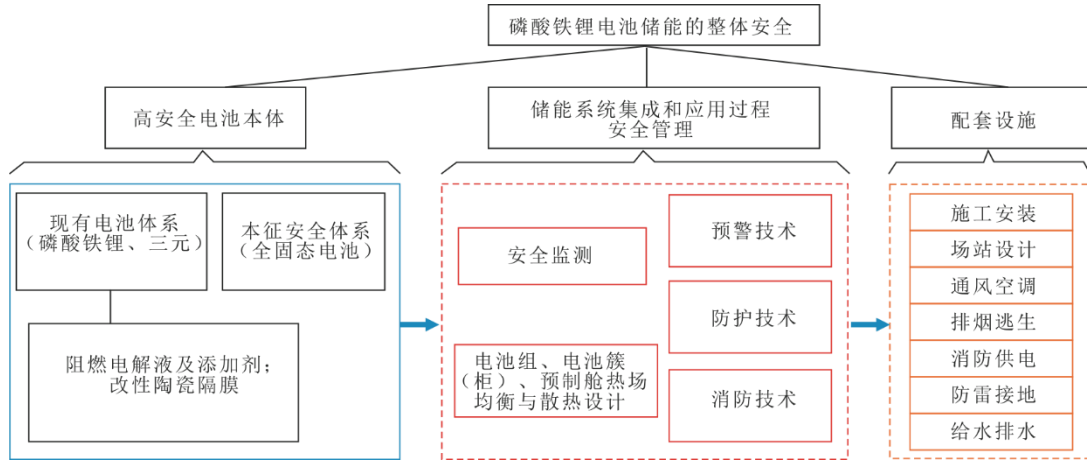 磷酸铁锂电池储能的整体安全
高安全电池本体
储能系统集成和应用过程
安全管理
配套设施
现有电池体系
（磷酸铁锂、三元）
本征安全体系
（全固态电池）
阻燃电解液及添加剂；
改性陶瓷隔膜
安全监测
电池组、电池簇
（柜）、预制舱热场
均衡与散热设计
预警技术
防护技术
消防技术
施工安装
场站设计
通风空调
排烟逃生
消防供电
防雷接地
给水排水